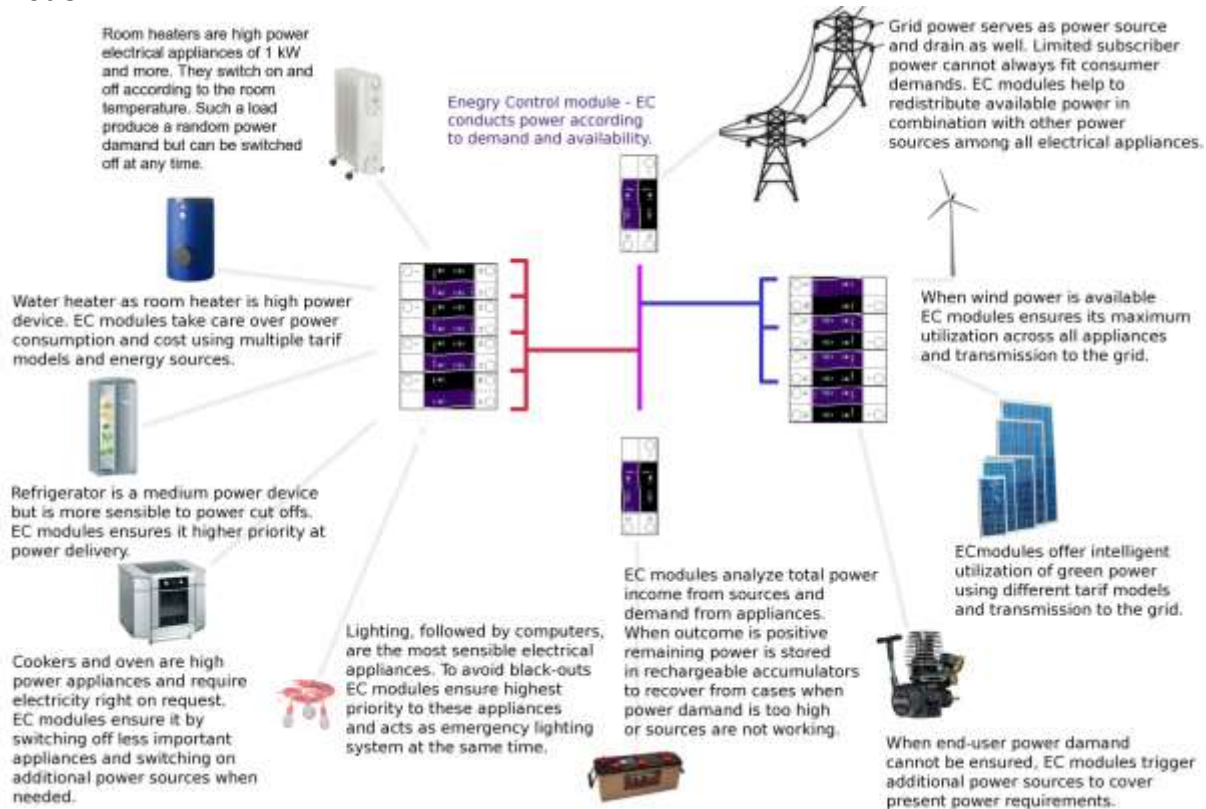 Room heaters are high power
electrical appliances of 1 kW
and more. They switch on and
off according to the room
temperature. Such a load
produce a random power
damand but can be switched
off at any time.
Enegry Control module - EC
conducts power according
to demand and availability.
Grid power serves as power source
and drain as well. Limited subscriber
power cannot always fit consumer
demands. EC modules help to
redistribute available power in
combination with other power
sources among all electrical appliances.
Water heater as room heater is high power
device. EC modules take care over power
consumption and cost using multiple tarif
models and energy sources.
When wind power is available
EC modules ensures its maximum
utilization across all appliances
and transmission to the grid.
Refrigerator is a medium power device
but is more sensible to power cut offs.
EC modules ensures it higher priority at
power delivery.
ECmodules offer intelligent
utilization of green power
using different tarif models
and transmission to the grid.
Cookers and oven are high
power appliances and require
electricity right on request.
EC modules ensure it by
switching off less important
appliances and switching on
additional power sources when
needed.
Lighting, followed by computers,
are the most sensible electrical
appliances. To avoid black-outs
EC modules ensure highest
priority to these appliances
and acts as emergency lighting
system at the same time.
EC modules analyze total power
income from sources and
demand from appliances.
When outcome is positive
remaining power is stored
in rechargeable accumulators
to recover from cases when
power damand is too high
or sources are not working.
When end-user power damand
cannot be ensured, EC modules trigger
additional power sources to cover
present power requirements.